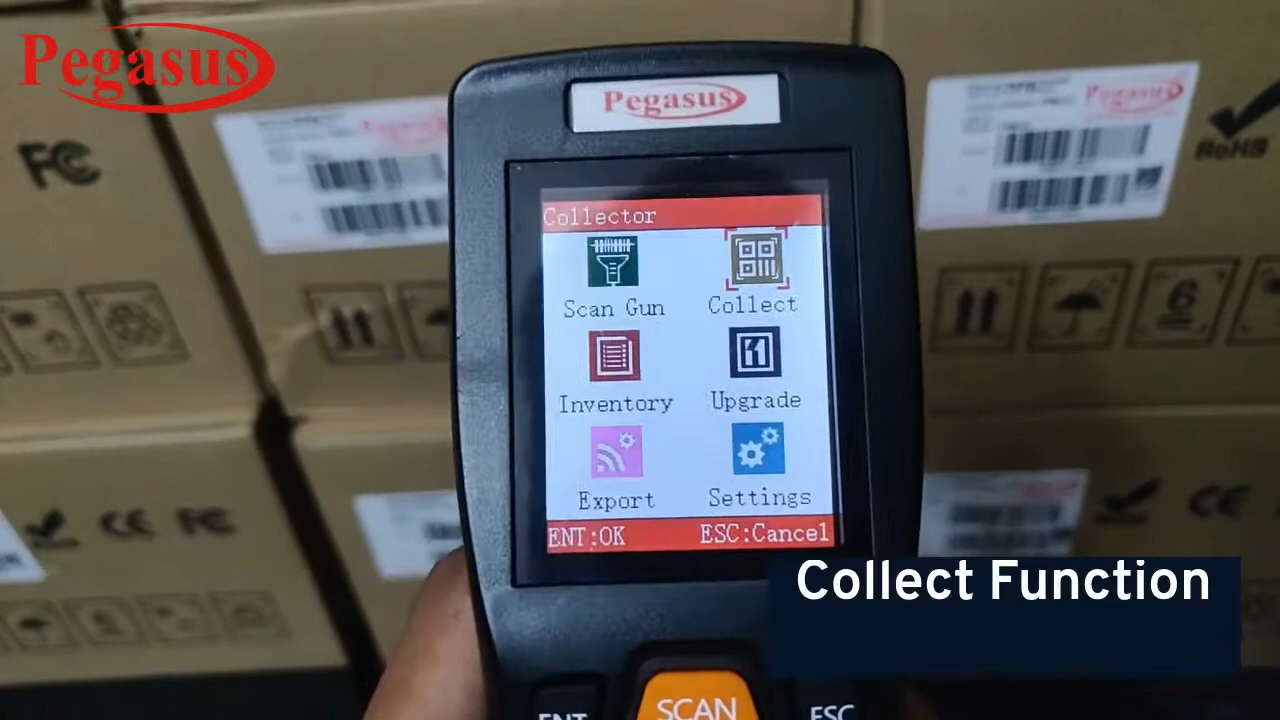 Pegasus
Pegasus
Pegasus
FC
RoHS
Collector
Scan Gun
Collect
Inventory
Upgrade
Export
Settings
ENT:OK
ESC:Cancel
6
CE FC
CE
Collect Function
ENT
SCAN
ESC